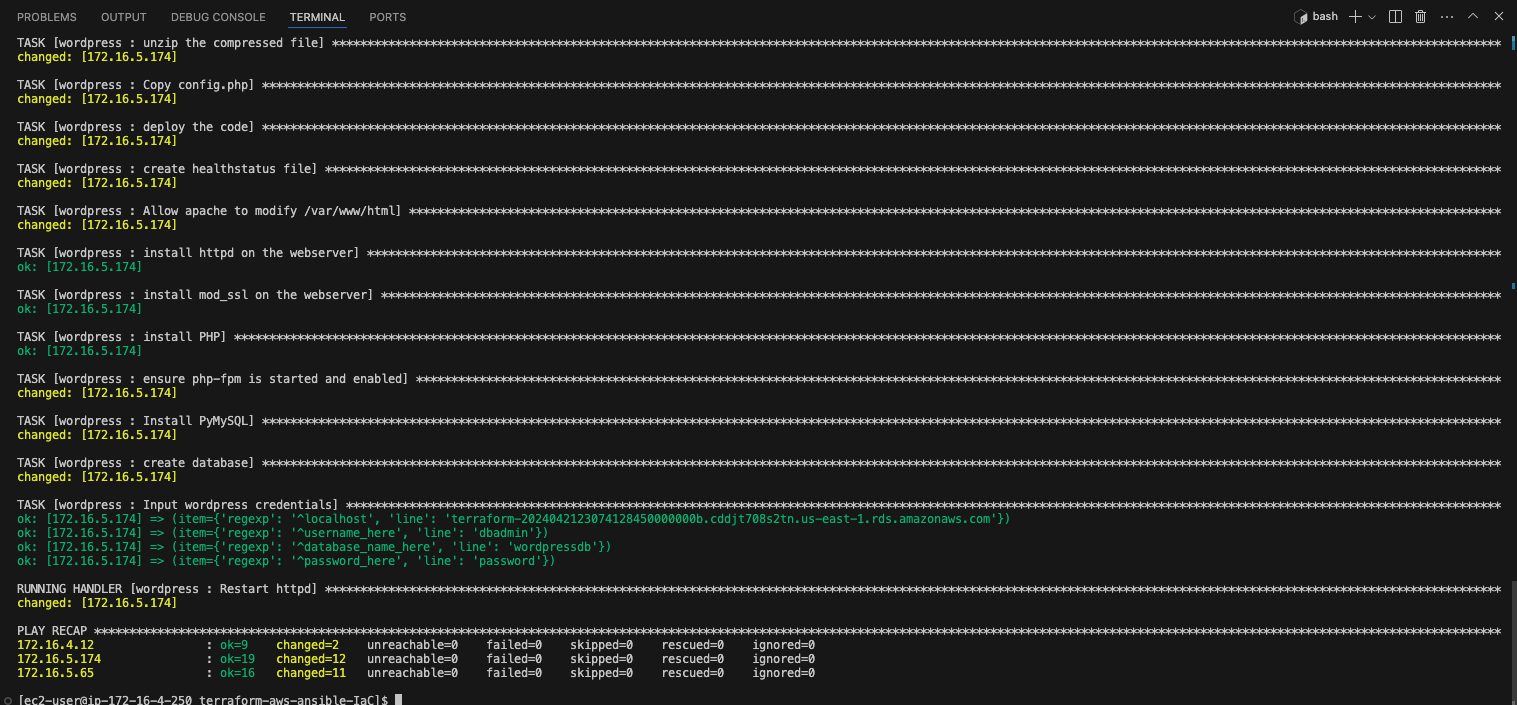 PROBLEMS OUTPUT DEBUG CONSOLE TERMINAL PORTS bash
TASK [wordpress : unzip the compressed file] ***********************************************************************************************************************************************************************
changed: [172.16.5.174]
TASK [wordpress : Copy config.php] *********************************************************************************************************************************************************************************
changed: [172.16.5.174]
TASK [wordpress : deploy the code] *********************************************************************************************************************************************************************************
changed: [172.16.5.174]
TASK [wordpress : create healthstatus file] ************************************************************************************************************************************************************************
changed: [172.16.5.174]
TASK [wordpress : Allow apache to modify /var/www/html] ************************************************************************************************************************************************************
changed: [172.16.5.174]
TASK [wordpress : install httpd on the webserver] ******************************************************************************************************************************************************************
ok: [172.16.5.174]
TASK [wordpress : install mod_ssl on the webserver] ****************************************************************************************************************************************************************
ok: [172.16.5.174]
TASK [wordpress : install PHP] *************************************************************************************************************************************************************************************
ok: [172.16.5.174]
TASK [wordpress : ensure php-fpm is started and enabled] ***********************************************************************************************************************************************************
changed: [172.16.5.174]
TASK [wordpress : Install PyMySQL] *********************************************************************************************************************************************************************************
changed: [172.16.5.174]
TASK [wordpress : create database] *********************************************************************************************************************************************************************************
changed: [172.16.5.174]
TASK [wordpress : Input wordpress credentials] *********************************************************************************************************************************************************************
ok: [172.16.5.174] => (item={'regexp': '^localhost', 'line': 'terraform-20240421230741284500000000b.cddjt708s2tn.us-east-1.rds.amazonaws.com'})
ok: [172.16.5.174] => (item={'regexp': '^username_here', 'line': 'dbadmin'})
ok: [172.16.5.174] => (item={'regexp': '^database_name_here', 'line': 'wordpressdb'})
ok: [172.16.5.174] => (item={'regexp': '^password_here', 'line': 'password'})
RUNNING HANDLER [wordpress : Restart httpd] ************************************************************************************************************************************************************************
changed: [172.16.5.174]
PLAY RECAP *********************************************************************************************************************************************************************************************************
172.16.4.12 : ok=9 changed=2 unreachable=0 failed=0 skipped=0 rescued=0 ignored=0
172.16.5.174 : ok=19 changed=12 unreachable=0 failed=0 skipped=0 rescued=0 ignored=0
172.16.5.65 : ok=16 changed=11 unreachable=0 failed=0 skipped=0 rescued=0 ignored=0
[ec2-user@ip-172-16-4-250 terraform-aws-ansible-IaC]$